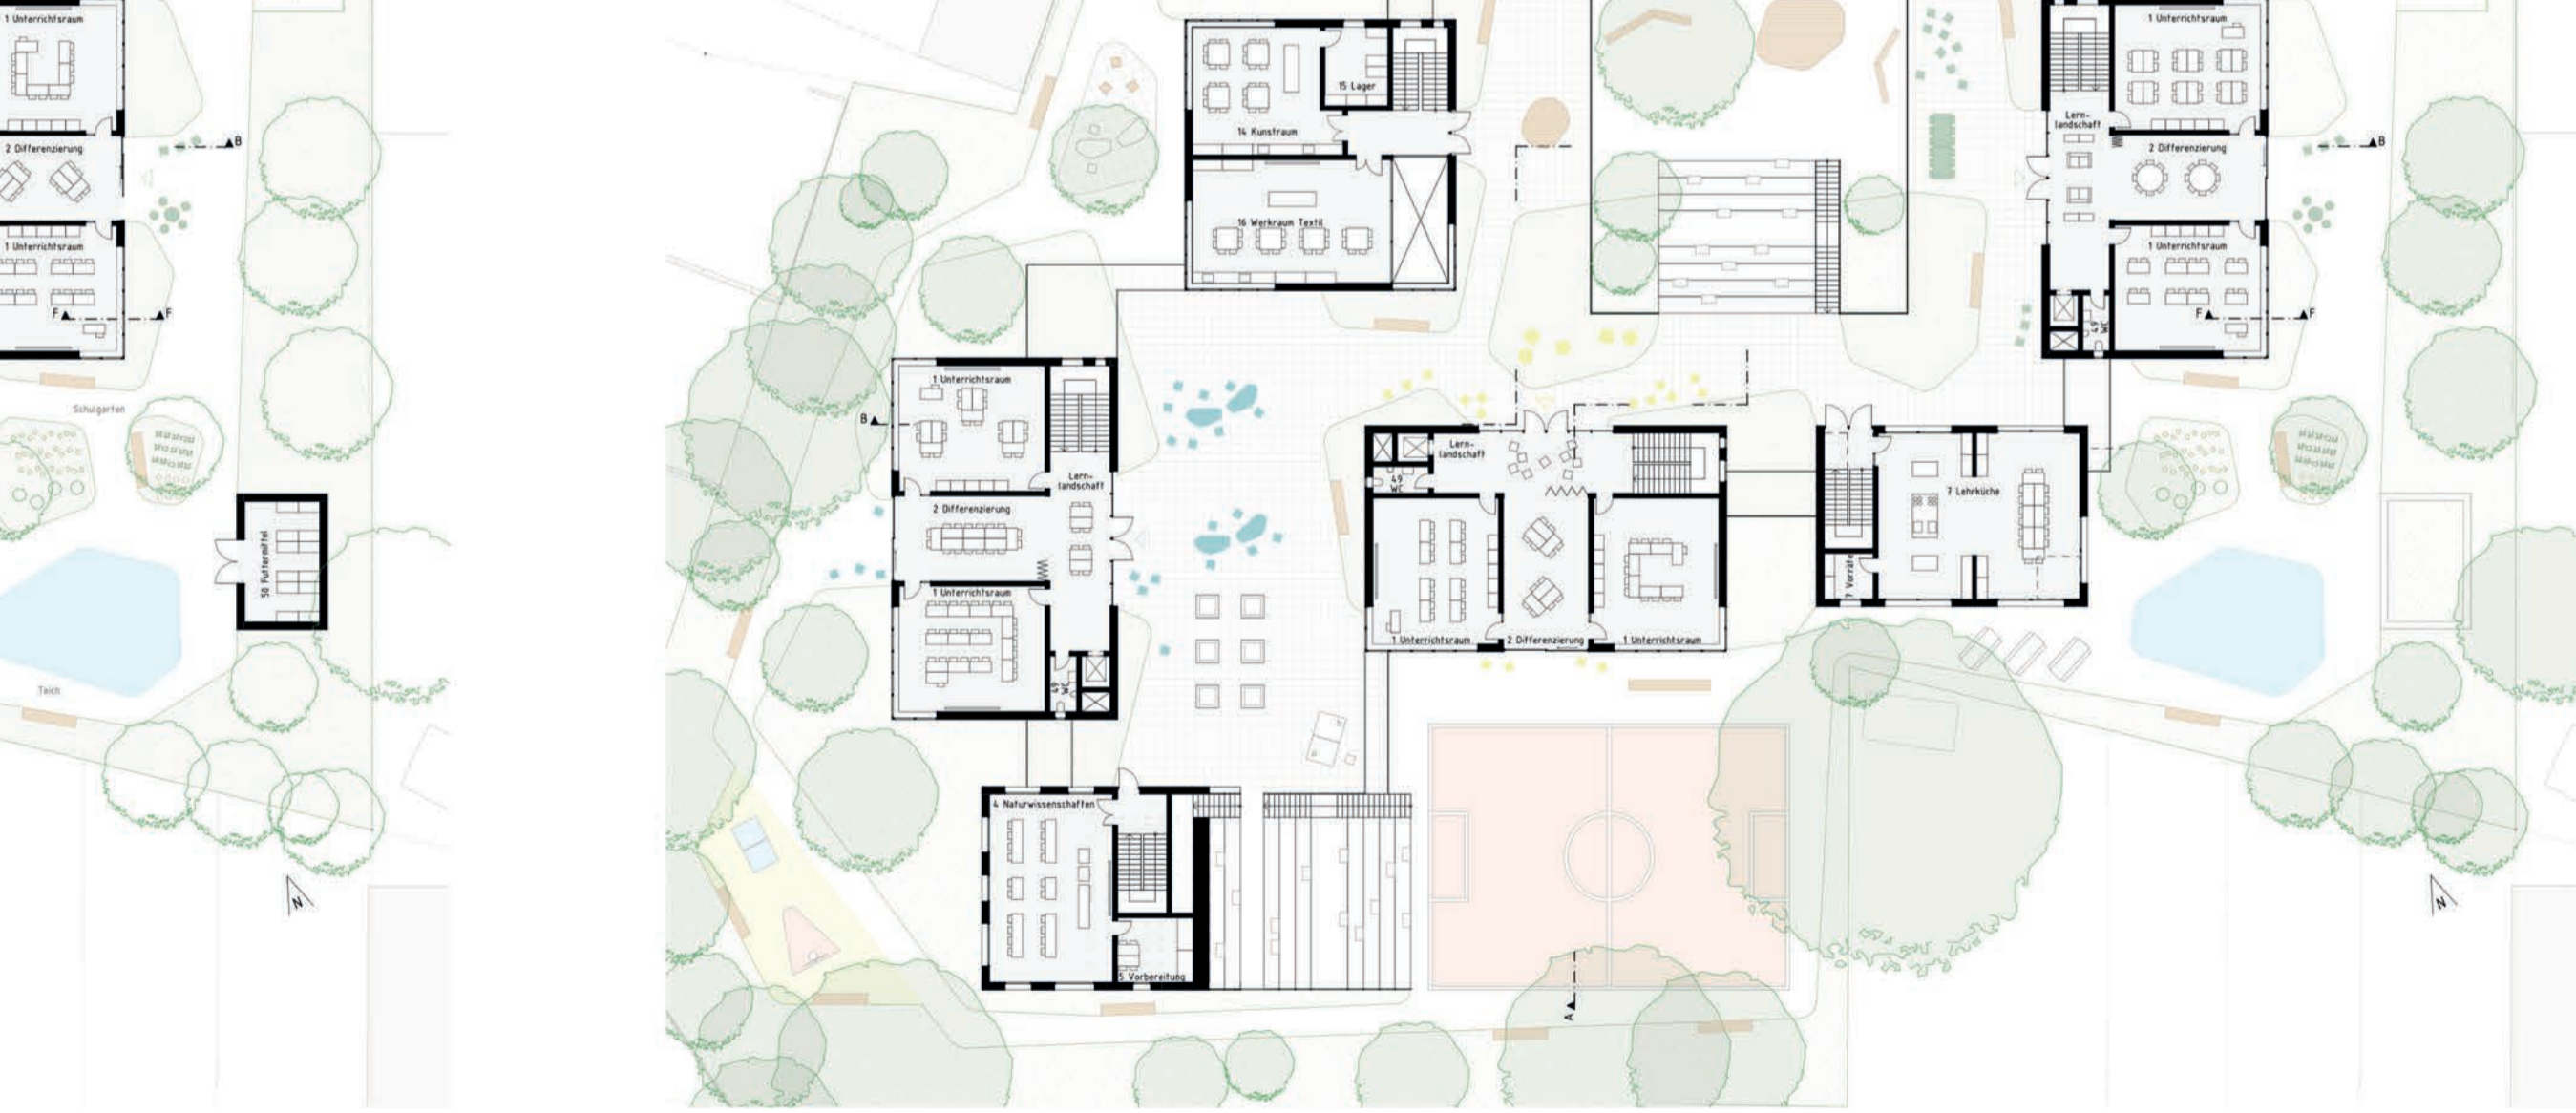 1 Unterrichtsraum
B
2 Differenzierung
1 Unterrichtsraum
F
F
Schulgarten
50 Futtermittel
Teich
N
15 Lager
14 Kunstraum
16 Werkraum Textil
1 Unterrichtsraum
B
Lern-
landschaft
2 Differenzierung
1 Unterrichtsraum
49
WC
4 Naturwissenschaften
5 Vorbereitung
Lern-
landschaft
49
WC
1 Unterrichtsraum
2 Differenzierung
1 Unterrichtsraum
A
7 Lehrküche
7 Vorräte
1 Unterrichtsraum
Lern-
landschaft
B
2 Differenzierung
1 Unterrichtsraum
F
F
49
WC
N